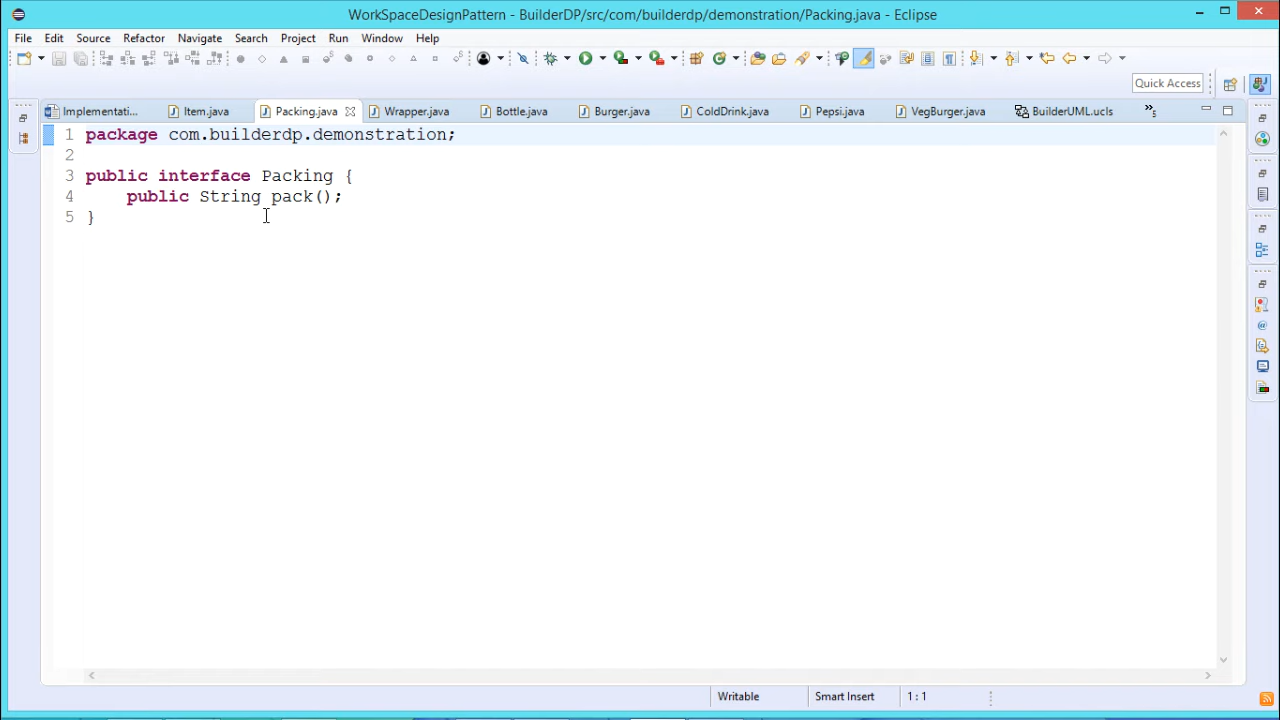 WorkSpaceDesignPattern - BuilderDP/src/com/builderdp/demonstration/Packing.java - Eclipse
File Edit Source Refactor Navigate Search Project Run Window Help
Quick Access
Implementati... Item.java Packing.java Wrapper.java Bottle.java Burger.java ColdDrink.java Pepsi.java VegBurger.java BuilderUML.ucls »5
1 package com.builderdp.demonstration;
2
3 public interface Packing {
4 public String pack();
5 }
Writable Smart Insert 1 : 1